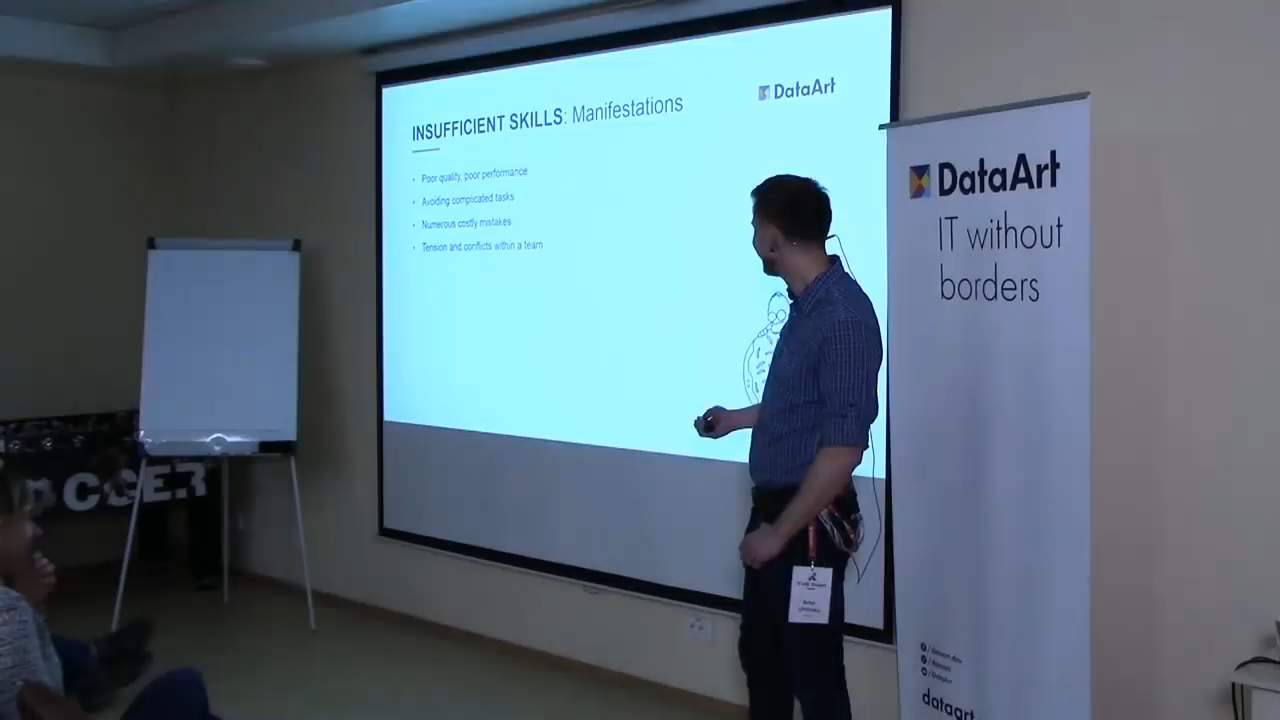 DataArt
INSUFFICIENT SKILLS: Manifestations
• Poor quality, poor performance
• Avoiding complicated tasks
• Numerous costly mistakes
• Tension and conflicts within a team
DataArt
IT without
borders
dataart